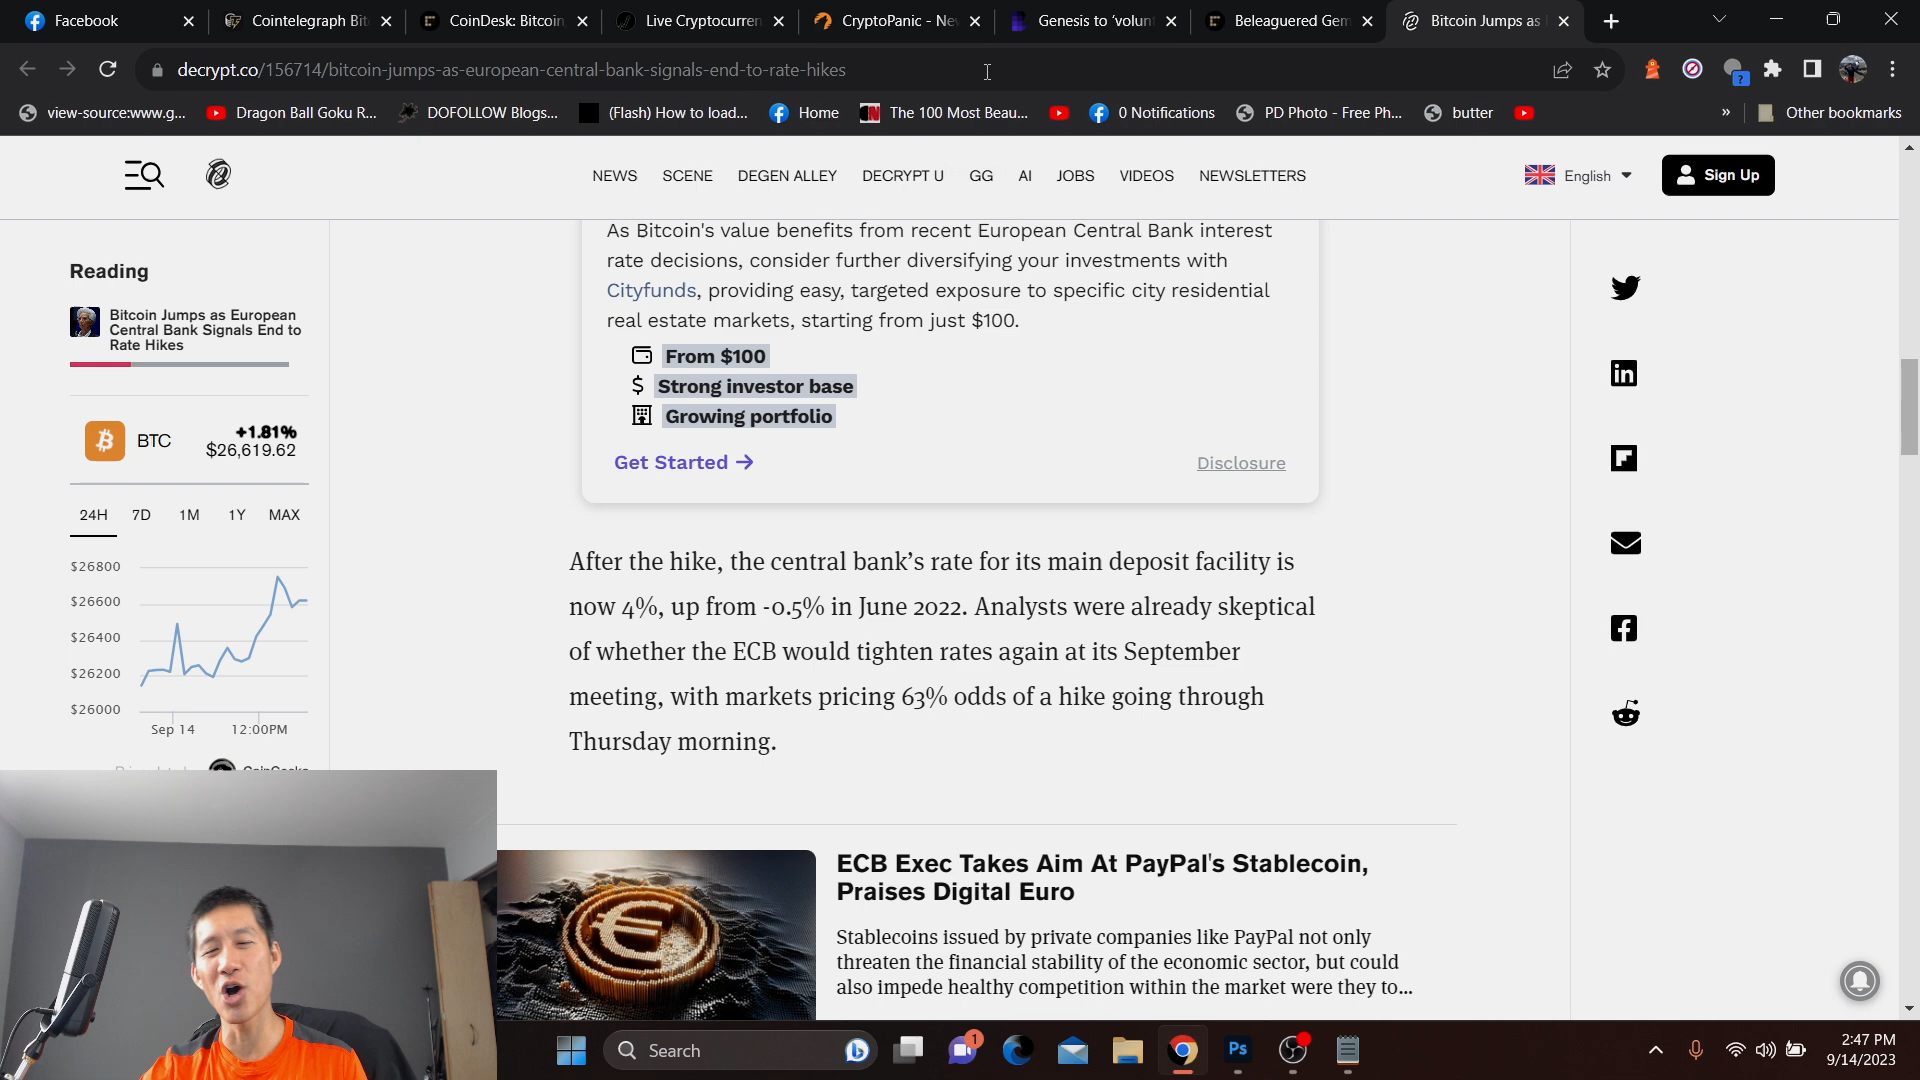 Facebook
Cointelegraph Bit
CoinDesk: Bitcoin,
Live Cryptocurren
CryptoPanic - Ne
Genesis to ‘volunt
Beleaguered Gem
Bitcoin Jumps as
decrypt.co/156714/bitcoin-jumps-as-european-central-bank-signals-end-to-rate-hikes
view-source:www.g...
Dragon Ball Goku R...
DOFOLLOW Blogs...
(Flash) How to load...
Home
The 100 Most Beau...
0 Notifications
PD Photo - Free Ph...
butter
»
Other bookmarks
NEWS
SCENE
DEGEN ALLEY
DECRYPT U
GG
AI
JOBS
VIDEOS
NEWSLETTERS
English
Sign Up
Reading
Bitcoin Jumps as European
Central Bank Signals End to
Rate Hikes
BTC
+1.81%
$26,619.62
24H
7D
1M
1Y
MAX
$26800
$26600
$26400
$26200
$26000
Sep 14
12:00PM
As Bitcoin's value benefits from recent European Central Bank interest
rate decisions, consider further diversifying your investments with
Cityfunds, providing easy, targeted exposure to specific city residential
real estate markets, starting from just $100.
From $100
Strong investor base
Growing portfolio
Get Started →
Disclosure
After the hike, the central bank’s rate for its main deposit facility is
now 4%, up from -0.5% in June 2022. Analysts were already skeptical
of whether the ECB would tighten rates again at its September
meeting, with markets pricing 63% odds of a hike going through
Thursday morning.
ECB Exec Takes Aim At PayPal's Stablecoin,
Praises Digital Euro
Stablecoins issued by private companies like PayPal not only
threaten the financial stability of the economic sector, but could
also impede healthy competition within the market were they to...
Search
1
Ps
2:47 PM
9/14/2023